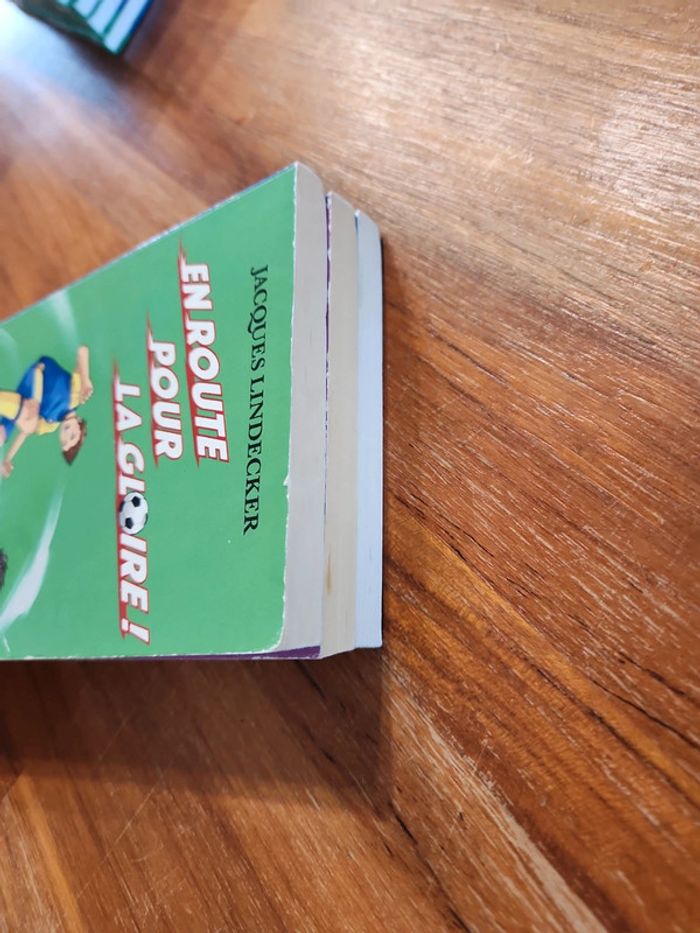 JACQUES LINDECKER
EN ROUTE
POUR
LA GLOIRE !